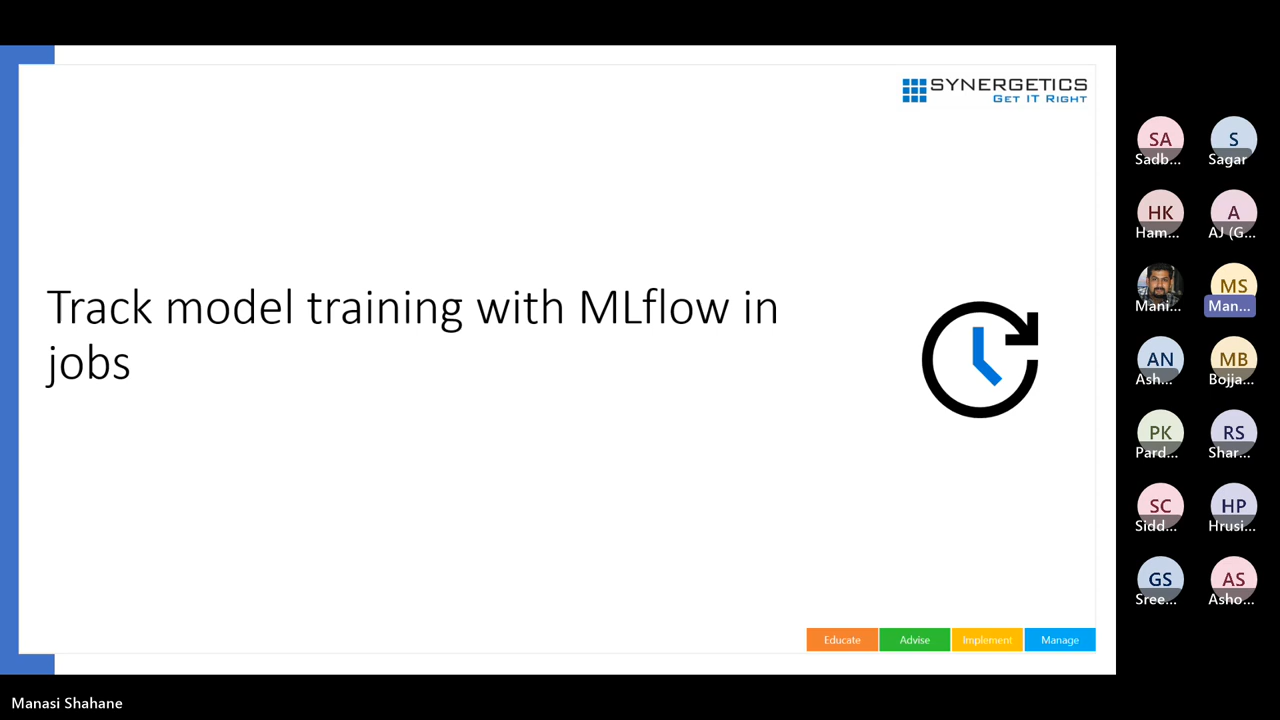 SYNERGETICS
GET IT RIGHT
Track model training with MLflow in
jobs
Educate Advise Implement Manage
SA S
Sadb... Sagar
HK A
Ham... AJ (G...
MS
Mani... Man...
AN MB
Ash... Bojja...
PK RS
Pard... Shar...
SC HP
Sidd... Hrusi...
GS AS
Sree... Asho...
Manasi Shahane